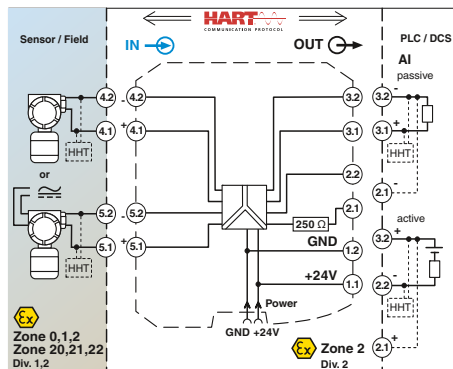 HART
COMMUNICATION PROTOCOL
Sensor / Field
IN
OUT
PLC / DCS
AI
passive
4.2
-
4.2
3.2
3.2
-
4.1
+
4.1
3.1
3.1
+
HHT
HHT
or
2.2
2.1
2.1
5.2
-
5.2
250 Ω
active
GND
3.2
+
5.1
+
5.1
1.2
HHT
+24V
2.2
-
1.1
HHT
Power
GND +24V
Ex
Zone 0,1,2
Zone 20,21,22
Div. 1,2
Ex
Zone 2
Div. 2
2.1
+